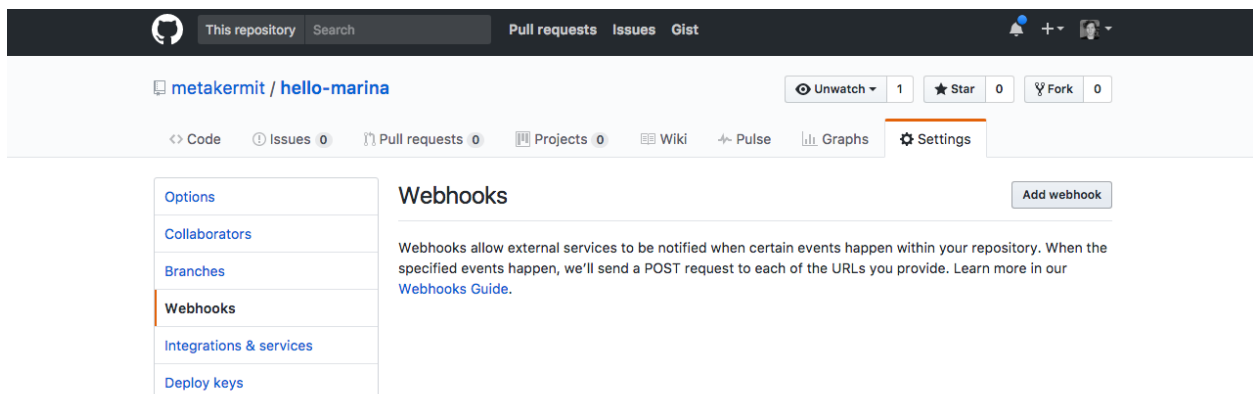 This repository Search Pull requests Issues Gist
metakermit / hello-marina Unwatch 1 Star 0 Fork 0
Code Issues 0 Pull requests 0 Projects 0 Wiki Pulse Graphs Settings
Options
Collaborators
Branches
Webhooks
Integrations & services
Deploy keys
Webhooks Add webhook
Webhooks allow external services to be notified when certain events happen within your repository. When the
specified events happen, we’ll send a POST request to each of the URLs you provide. Learn more in our
Webhooks Guide.